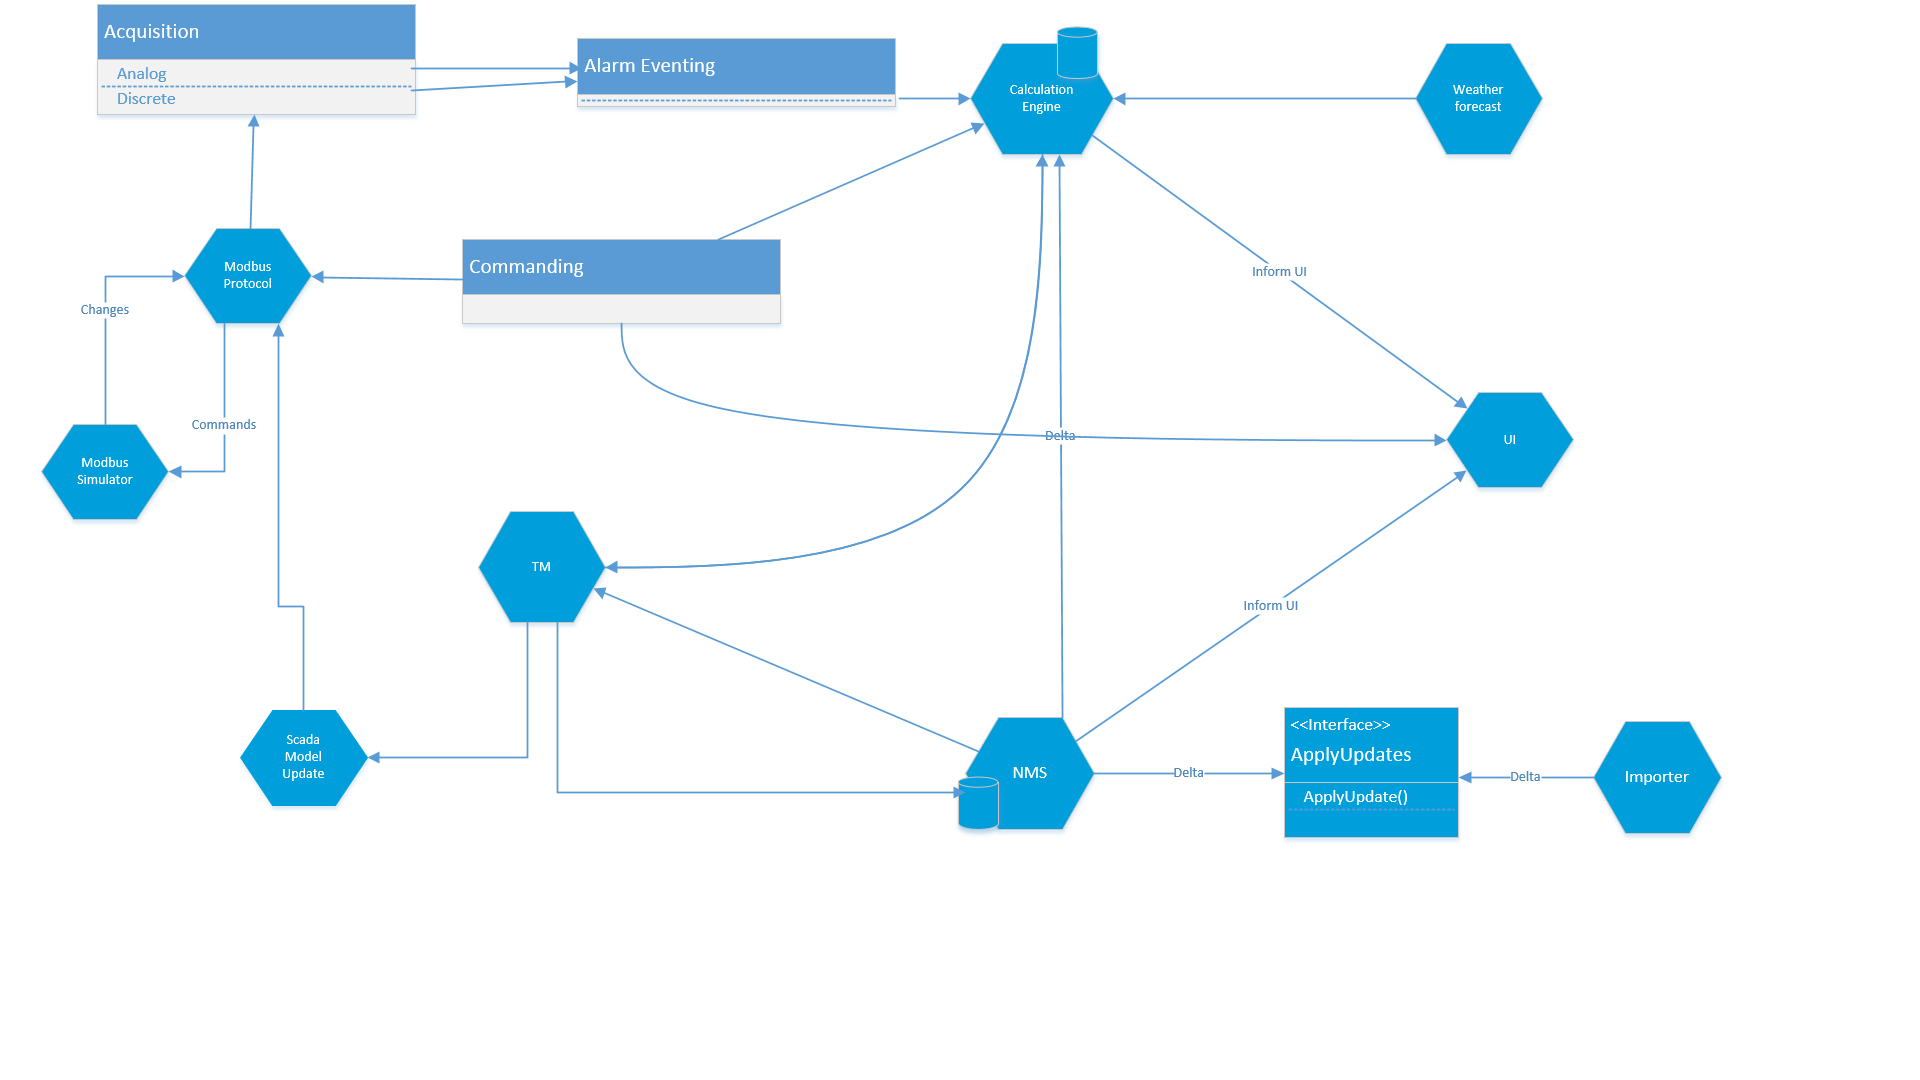 Acquisition
Analog
Discrete
Alarm Eventing
Calculation
Engine
Weather
forecast
Modbus
Protocol
Commanding
Inform UI
Changes
Commands
Modbus
Simulator
Delta
UI
TM
Inform UI
Scada
Model
Update
NMS
Delta
<<Interface>>
ApplyUpdates
ApplyUpdate()
Delta
Importer